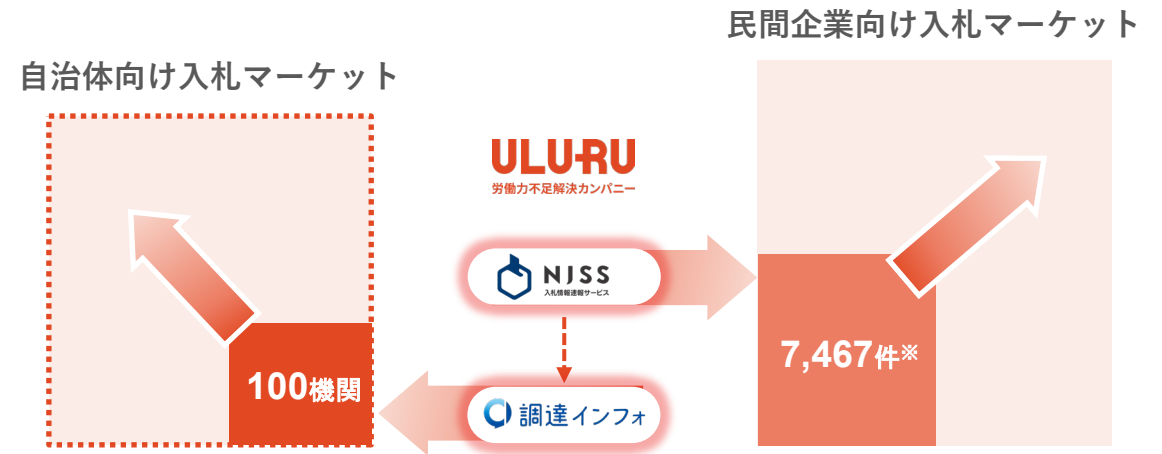 民間企業向け入札マーケット
自治体向け入札マーケット
ULURU
労働力不足解決カンパニー
NJSS
入札情報速報サービス
7,467件※
100機関
調達インフォ